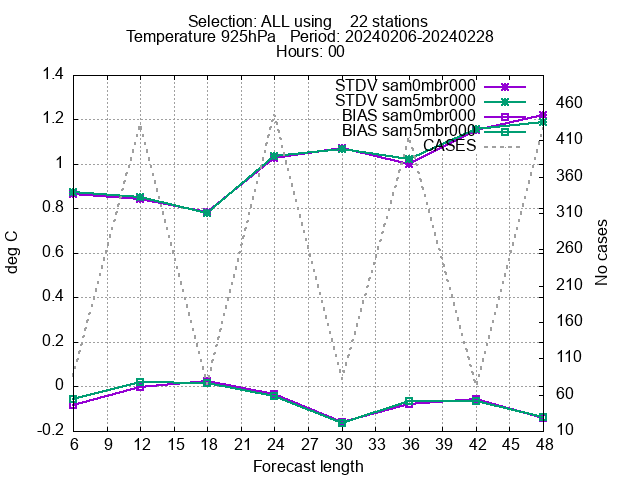 Selection: ALL using    22 stations
Temperature 925hPa   Period: 20240206-20240228
Hours: 00
STDV sam0mbr000
STDV sam5mbr000
BIAS sam0mbr000
BIAS sam5mbr000
CASES
1.4
1.2
1
0.8
0.6
0.4
0.2
0
-0.2
deg C
460
410
360
310
260
210
160
110
60
10
No cases
6 9 12 15 18 21 24 27 30 33 36 39 42 45 48
Forecast length